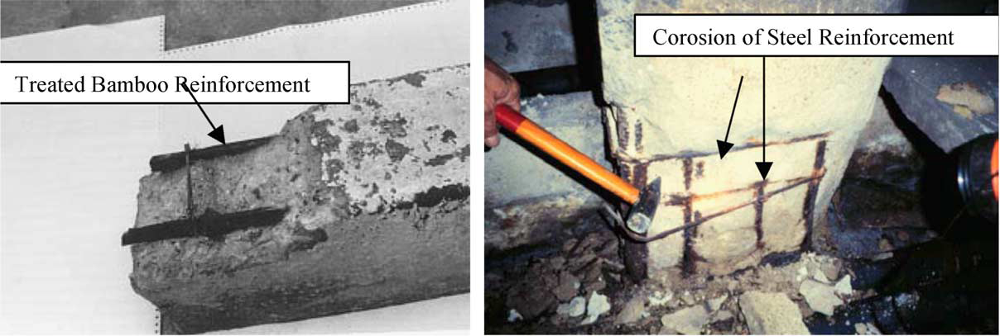 Treated Bamboo Reinforcement
Corosion of Steel Reinforcement